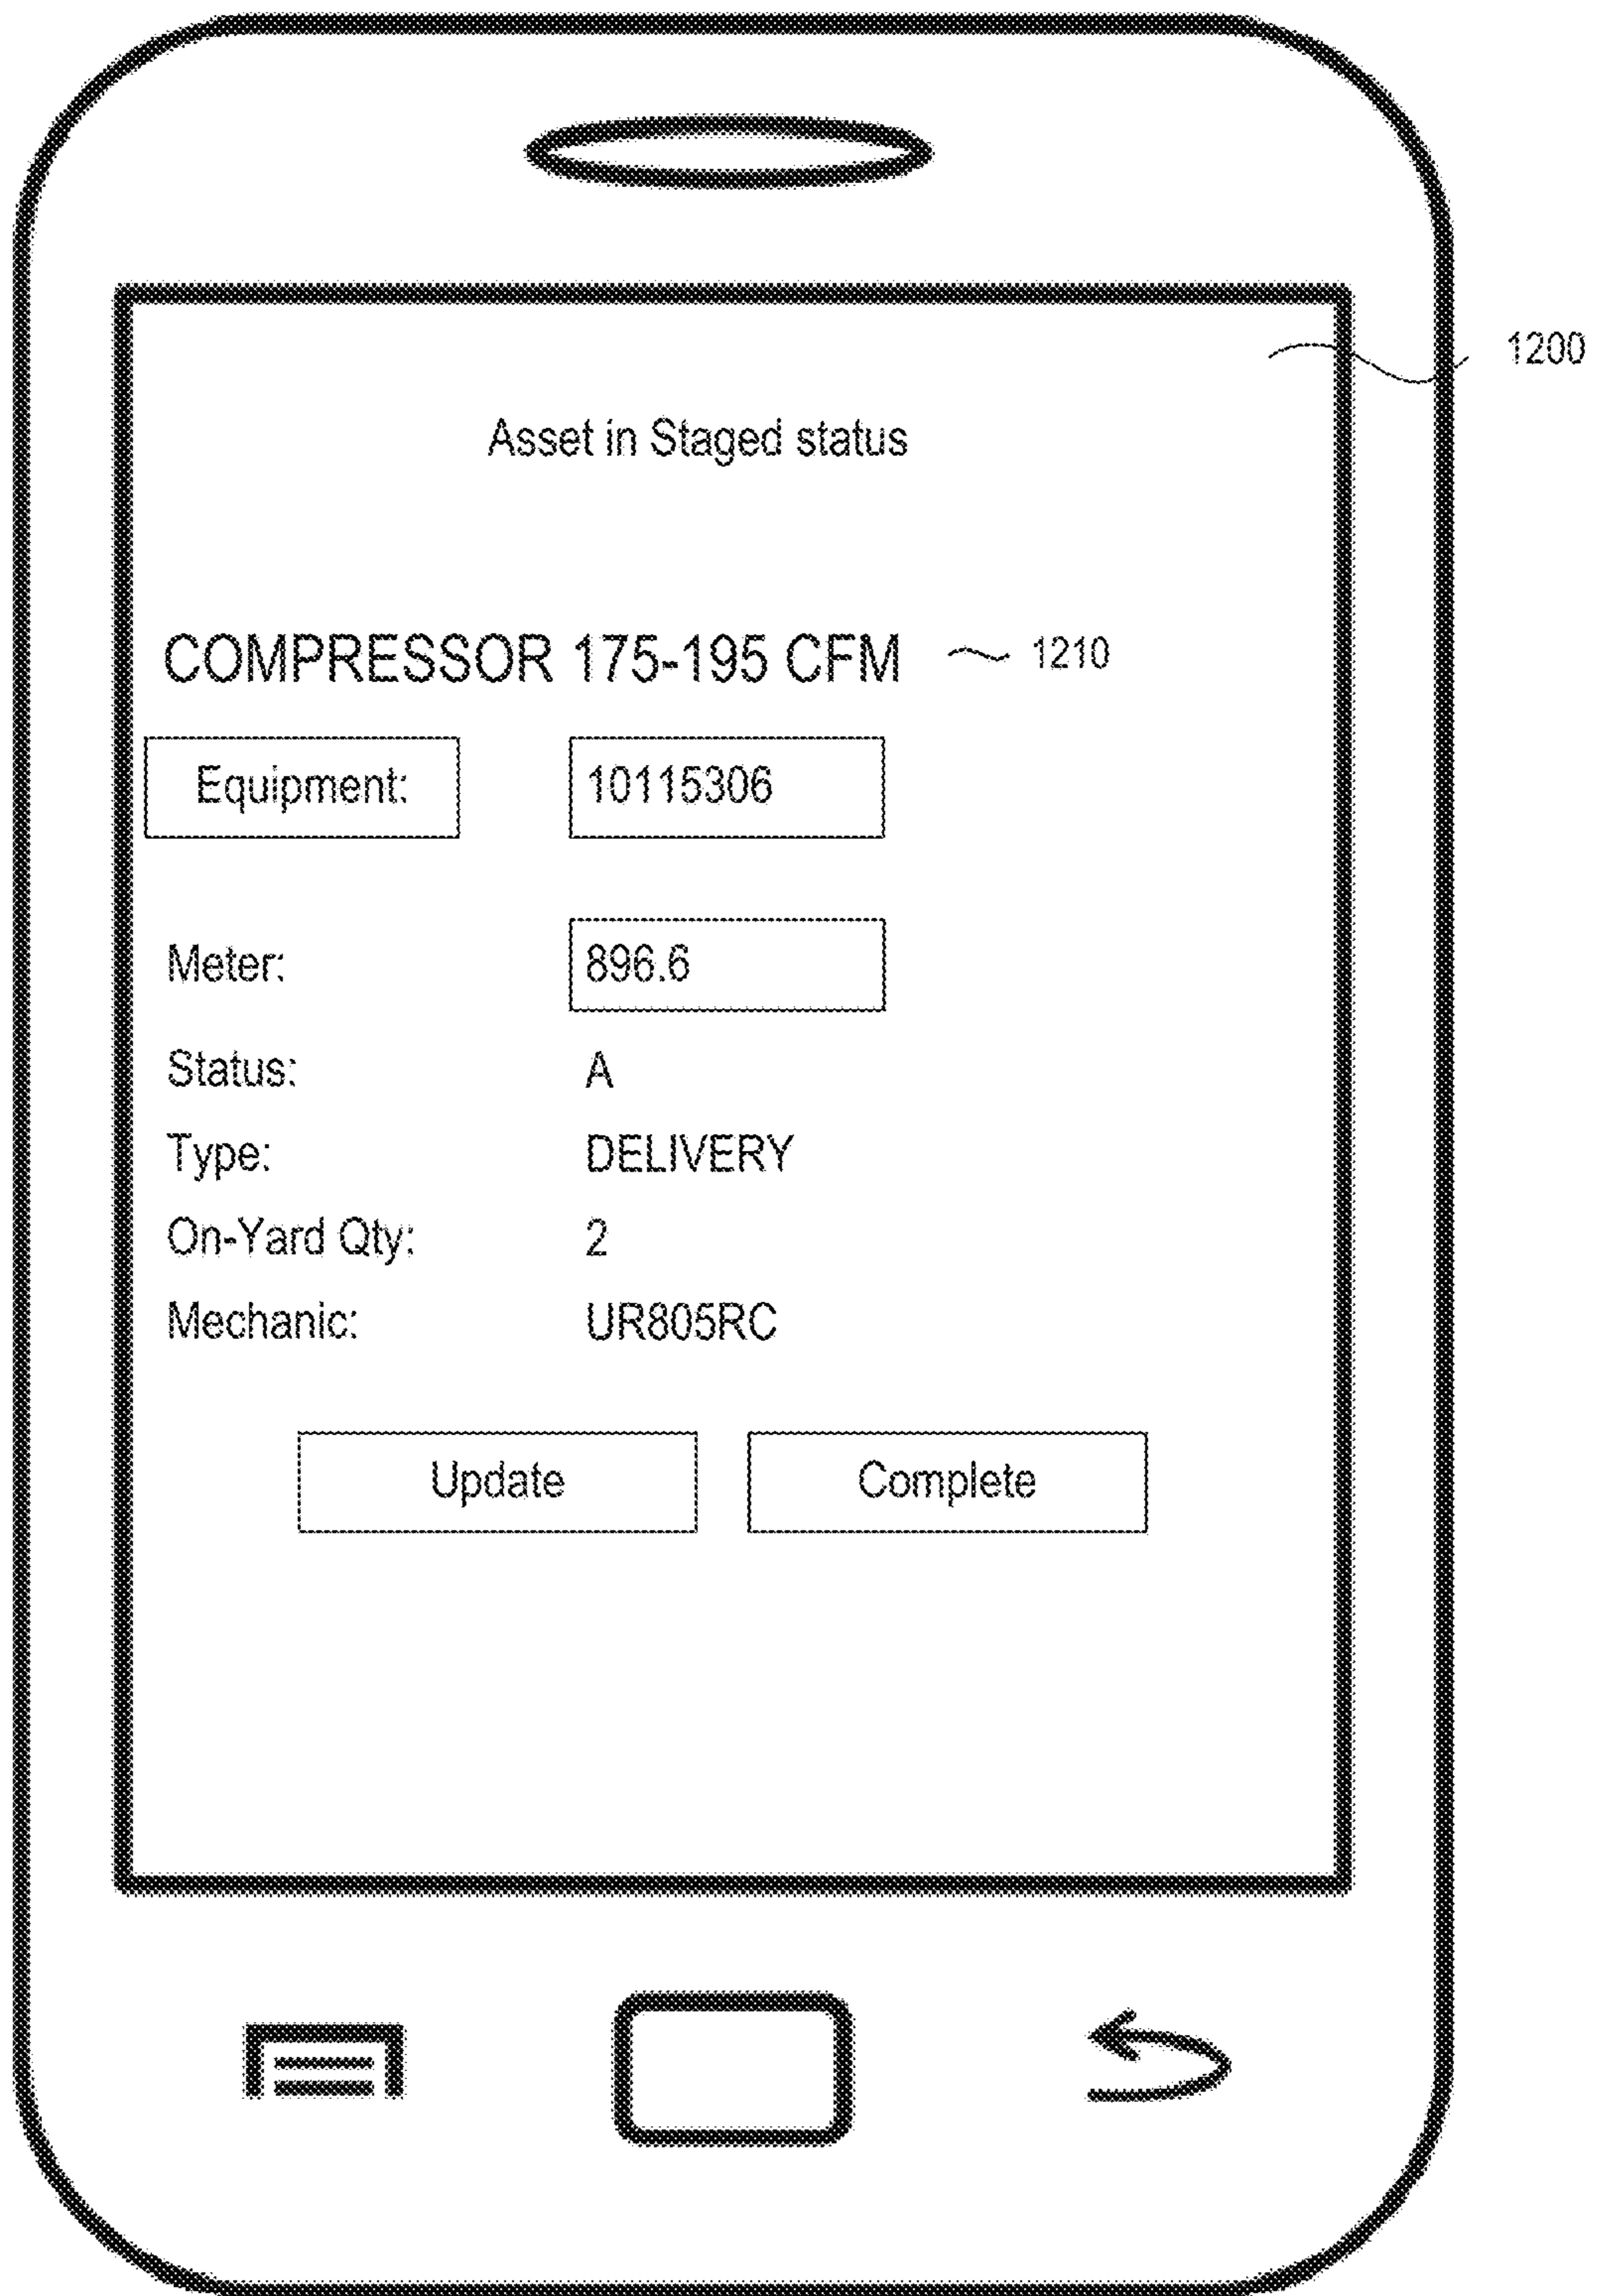 1200
Asset in Staged status
COMPRESSOR 175-195 CFM 1210
Equipment: 10115306
Meter: 896.6
Status: A
Type: DELIVERY
On-Yard Qty: 2
Mechanic: UR805RC
Update Complete